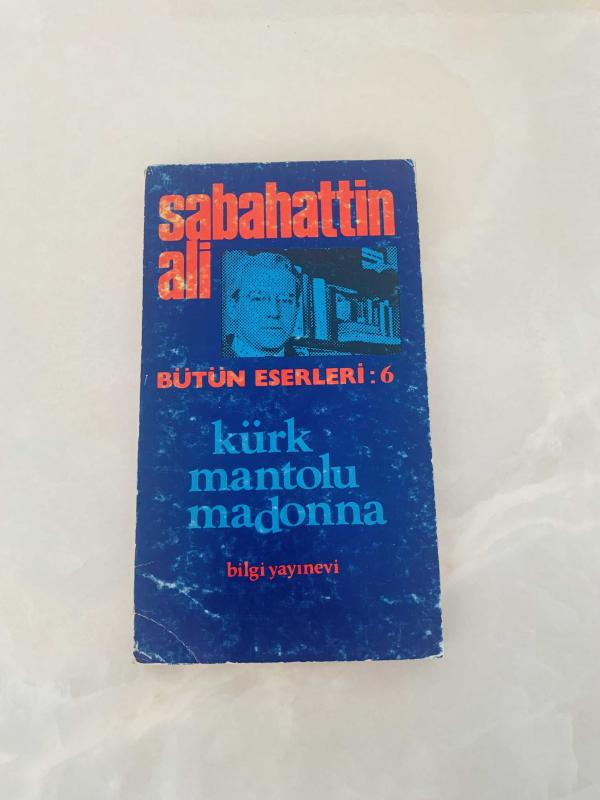 sabahattin
ali
BÜTÜN ESERLERİ: 6
kürk
mantolu
madonna
bilgi yayınevi